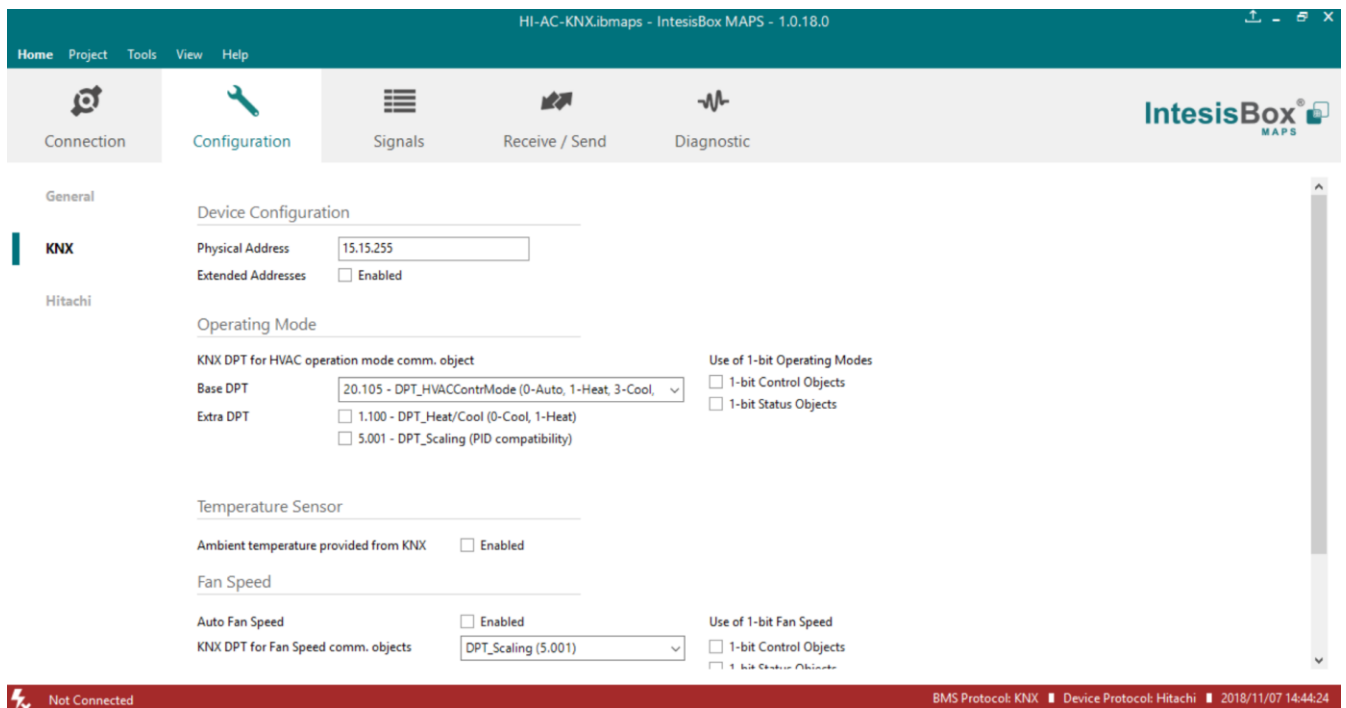 HI-AC-KNX.ibmaps - IntesisBox MAPS - 1.0.18.0
Home Project Tools View Help
Connection Configuration Signals Receive / Send Diagnostic
IntesisBox®
MAPS
General
KNX
Hitachi
Device Configuration
Physical Address 15.15.255
Extended Addresses Enabled
Operating Mode
KNX DPT for HVAC operation mode comm. object Use of 1-bit Operating Modes
Base DPT 20.105 - DPT_HVACContrMode (0-Auto, 1-Heat, 3-Cool, 1-bit Control Objects
1-bit Status Objects
Extra DPT 1.100 - DPT_Heat/Cool (0-Cool, 1-Heat)
5.001 - DPT_Scaling (PID compatibility)
Temperature Sensor
Ambient temperature provided from KNX Enabled
Fan Speed
Auto Fan Speed Enabled Use of 1-bit Fan Speed
KNX DPT for Fan Speed comm. objects DPT_Scaling (5.001) 1-bit Control Objects
1-bit Status Objects
Not Connected BMS Protocol: KNX Device Protocol: Hitachi 2018/11/07 14:44:24